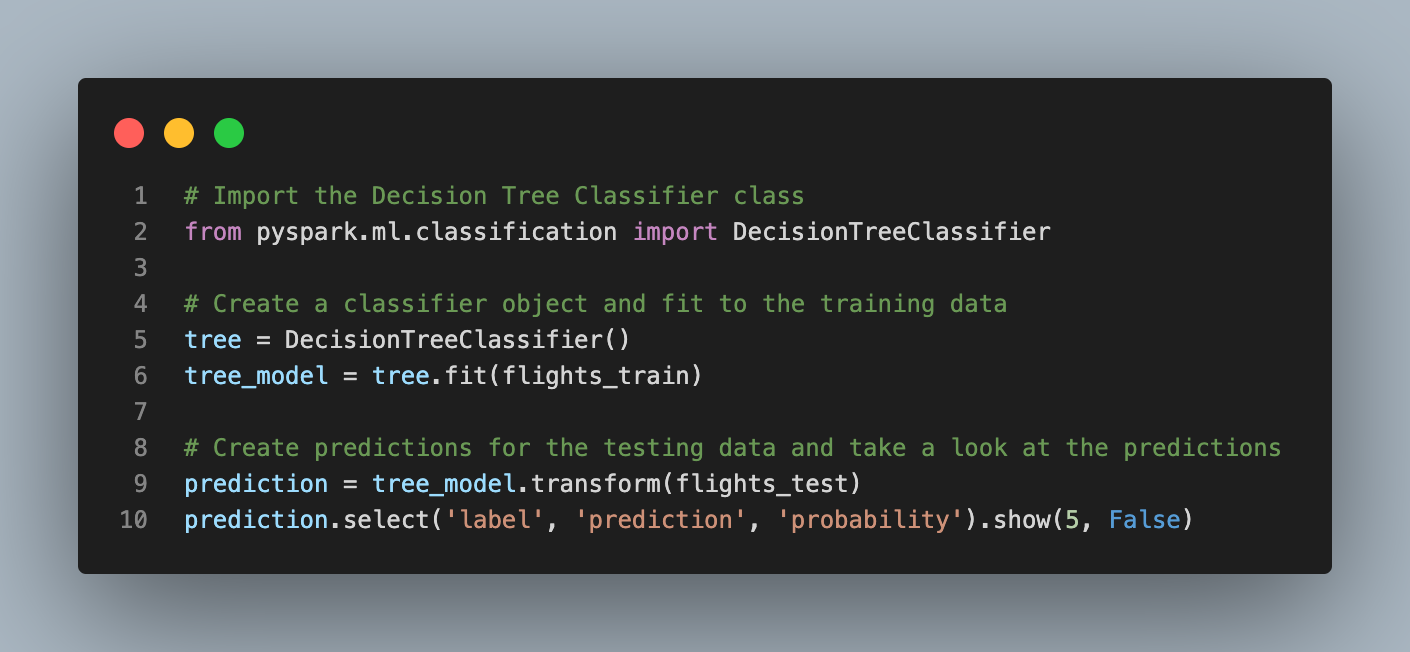 1 # Import the Decision Tree Classifier class
2 from pyspark.ml.classification import DecisionTreeClassifier
3
4 # Create a classifier object and fit to the training data
5 tree = DecisionTreeClassifier()
6 tree_model = tree.fit(flights_train)
7
8 # Create predictions for the testing data and take a look at the predictions
9 prediction = tree_model.transform(flights_test)
10 prediction.select('label', 'prediction', 'probability').show(5, False)